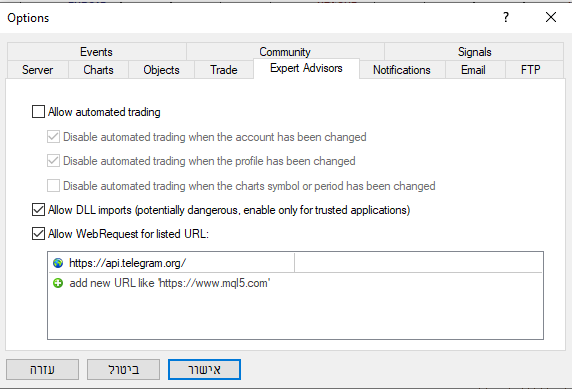 Options
Events Community Signals
Server Charts Objects Trade Expert Advisors Notifications Email FTP
Allow automated trading
Disable automated trading when the account has been changed
Disable automated trading when the profile has been changed
Disable automated trading when the charts symbol or period has been changed
Allow DLL imports (potentially dangerous, enable only for trusted applications)
Allow WebRequest for listed URL:
https://api.telegram.org/
add new URL like 'https://www.mql5.com'
עזרה ביטול אישור